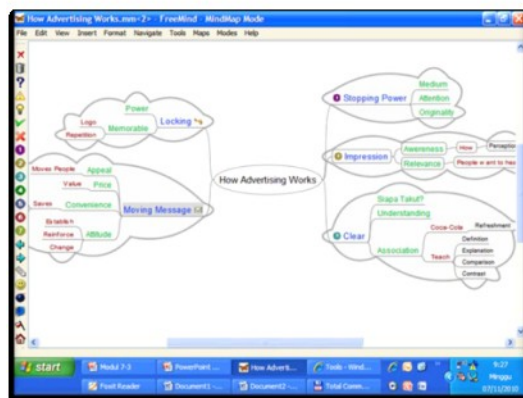 How Advertising Works.mm<2> - FreeMind - MindMap Mode
File Edit View Insert Format Navigate Tools Maps Modes Help
How Advertising Works
Locking
Power
Memorable
Logo
Repetition
Moving Message
Appeal
Moves People
Price
Value
Convenience
Saves
Attitude
Establish
Reinforce
Change
Stopping Power
Medium
Attention
Originality
Impression
Awereness
How
Perception
Relevance
People want to hea
Clear
Siapa Takut?
Understanding
Association
Coca-Cola
Refreshment
Teach
Definition
Explanation
Comparison
Contrast
start
Modul 7-3
PowerPoint ...
How Adverti...
Tools - Wind...
Foxit Reader
Document1 -...
Document2 -...
Total Comm...
9:27
Minggu
07/11/2010